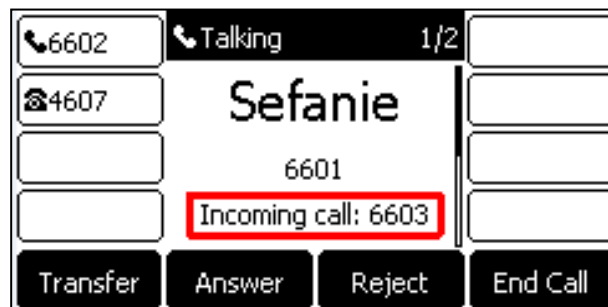 6602
Talking 1/2
4607
Sefanie
6601
Incoming call: 6603
Transfer Answer Reject End Call